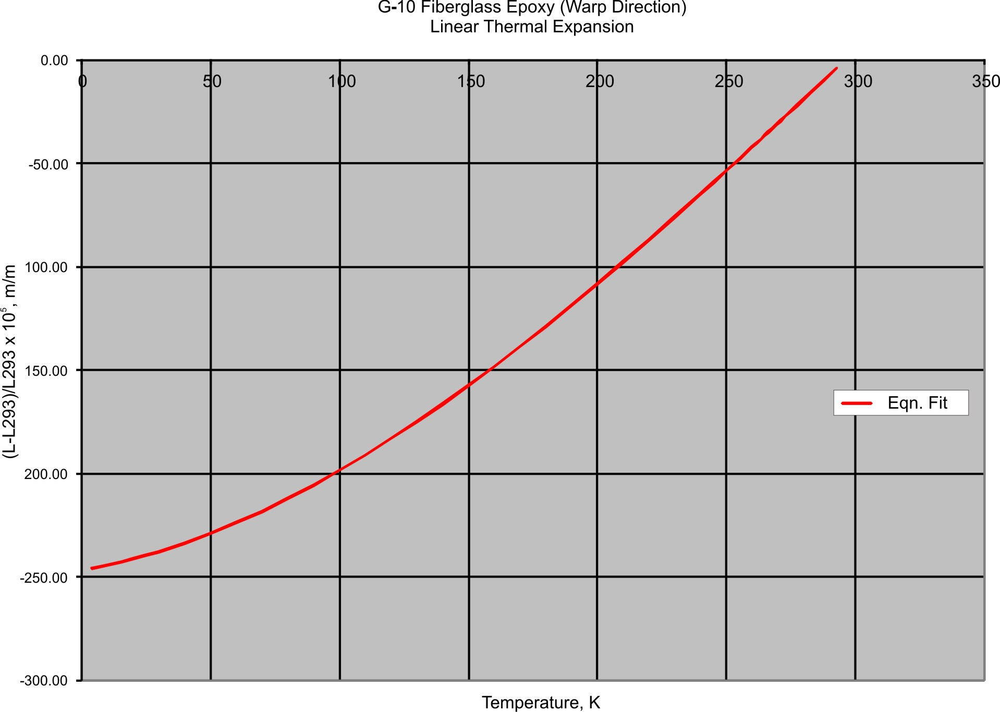 G-10 Fiberglass Epoxy (Warp Direction)
Linear Thermal Expansion
0.00
0 50 100 150 200 250 300 350
-50.00
100.00
150.00
200.00
-250.00
-300.00
(L-L293)/L293 x 10⁵, m/m
Eqn. Fit
Temperature, K